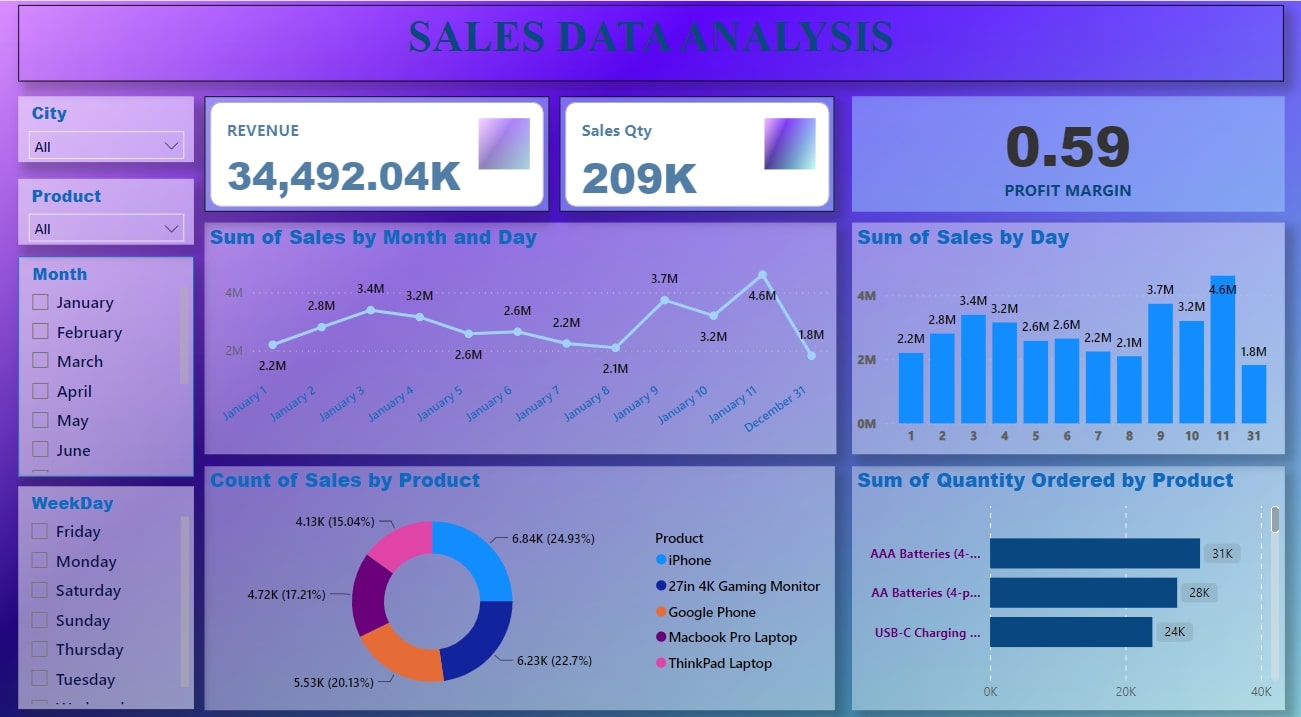 SALES DATA ANALYSIS
City
All
Product
All
Month
January
February
March
April
May
June
WeekDay
Friday
Monday
Saturday
Sunday
Thursday
Tuesday
REVENUE
34,492.04K
Sales Qty
209K
0.59
PROFIT MARGIN
Sum of Sales by Month and Day
4M
2M
2.2M
2.8M
3.4M
3.2M
2.6M
2.6M
2.2M
2.1M
3.7M
3.2M
4.6M
1.8M
January 1
January 2
January 3
January 4
January 5
January 6
January 7
January 8
January 9
January 10
January 11
December 31
Sum of Sales by Day
4M
2M
0M
2.2M
2.8M
3.4M
3.2M
2.6M
2.6M
2.2M
2.1M
3.7M
3.2M
4.6M
1.8M
1 2 3 4 5 6 7 8 9 10 11 31
Count of Sales by Product
4.13K (15.04%)
6.84K (24.93%)
4.72K (17.21%)
6.23K (22.7%)
5.53K (20.13%)
Product
iPhone
27in 4K Gaming Monitor
Google Phone
Macbook Pro Laptop
ThinkPad Laptop
Sum of Quantity Ordered by Product
AAA Batteries (4-... 31K
AA Batteries (4-p... 28K
USB-C Charging ... 24K
0K 20K 40K